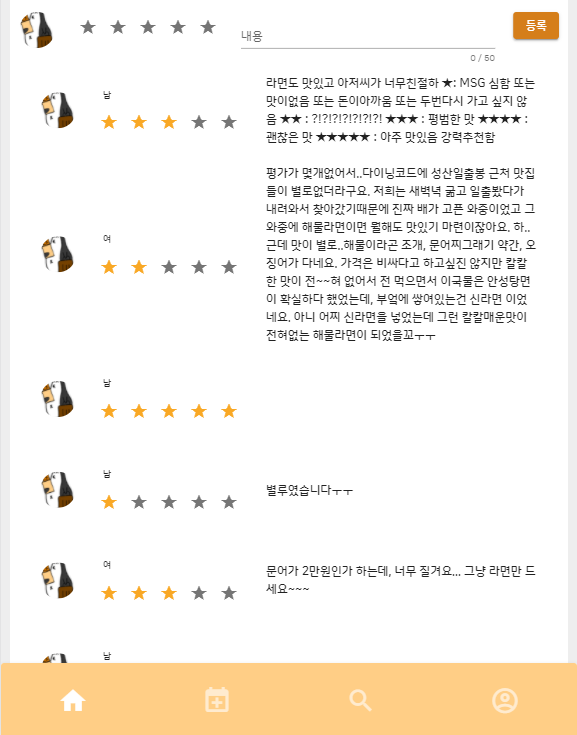 내용
등록
0 / 50
남
라면도 맛있고 아저씨가 너무친절하 ★: MSG 심함 또는
맛이없음 또는 돈이아까움 또는 두번다시 가고 싶지 않
음 ★★ : ?!?!?!?!?!?!?! ★★★ : 평범한 맛 ★★★★ :
괜찮은 맛 ★★★★★ : 아주 맛있음 강력추천함
여
평가가 몇개없어서..다이닝코드에 성산일출봉 근처 맛집
들이 별로없더라구요. 저희는 새벽녘 굶고 일출봤다가
내려와서 찾아갔기때문에 진짜 배가 고픈 와중이었고 그
와중에 해물라면이면 뭘해도 맛있기 마련이잖아요. 하..
근데 맛이 별로..해물이라곤 조개, 문어찌그래기 약간, 오
징어가 다네요. 가격은 비싸다고 하고싶진 않지만 칼칼
한 맛이 전~~혀 없어서 전 먹으면서 이국물은 안성탕면
이 확실하다 했었는데, 부엌에 쌓여있는건 신라면 이었
네요. 아니 어찌 신라면을 넣었는데 그런 칼칼매운맛이
전혀없는 해물라면이 되었을꼬ㅜㅜ
남
남
별루였습니다ㅜㅜ
여
문어가 2만원인가 하는데, 너무 질겨요... 그냥 라면만 드
세요~~~
남